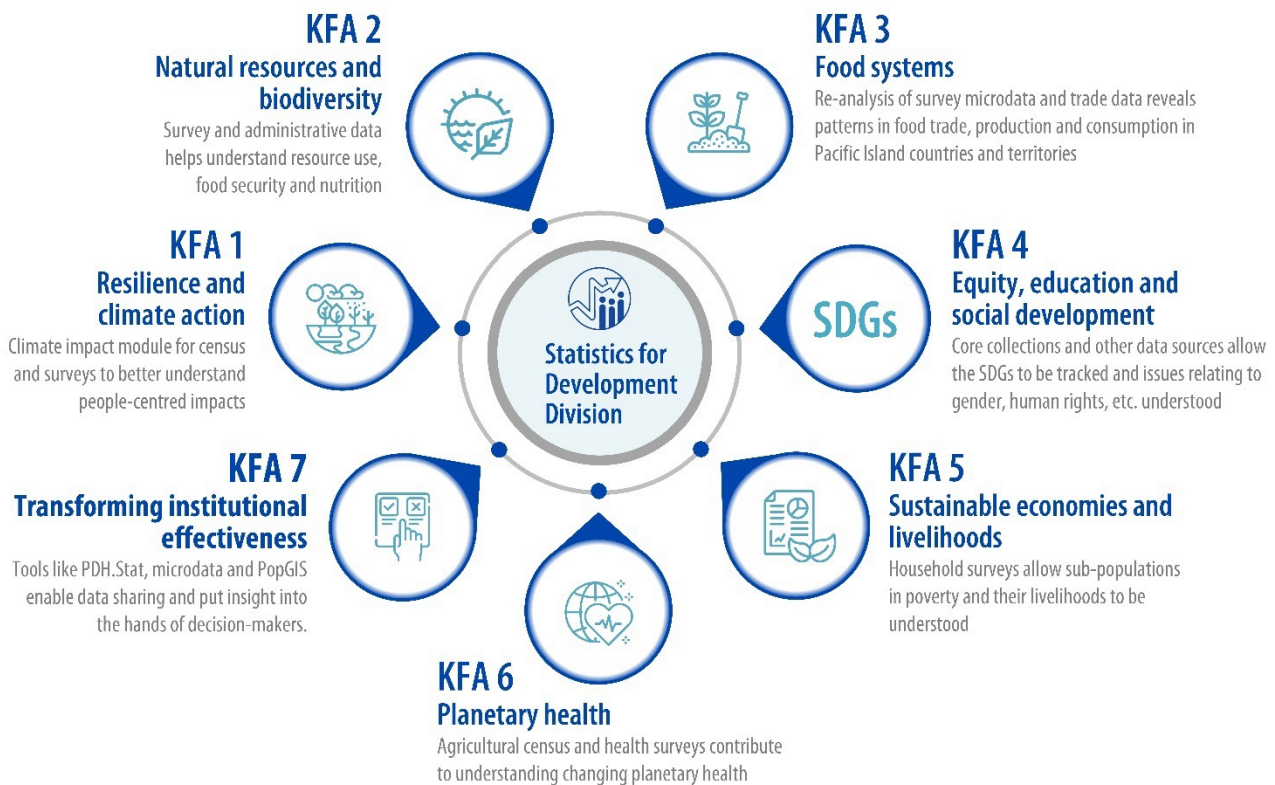 KFA 2
Natural resources and
biodiversity
Survey and administrative data
helps understand resource use,
food security and nutrition
KFA 3
Food systems
Re-analysis of survey microdata and trade data reveals
patterns in food trade, production and consumption in
Pacific Island countries and territories
KFA 1
Resilience and
climate action
Climate impact module for census
and surveys to better understand
people-centred impacts
Statistics for
Development
Division
SDGs
KFA 4
Equity, education and
social development
Core collections and other data sources allow
the SDGs to be tracked and issues relating to
gender, human rights, etc. understood
KFA 7
Transforming institutional
effectiveness
Tools like PDH.Stat, microdata and PopGIS
enable data sharing and put insight into
the hands of decision-makers.
KFA 5
Sustainable economies and
livelihoods
Household surveys allow sub-populations
in poverty and their livelihoods to be
understood
KFA 6
Planetary health
Agricultural census and health surveys contribute
to understanding changing planetary health